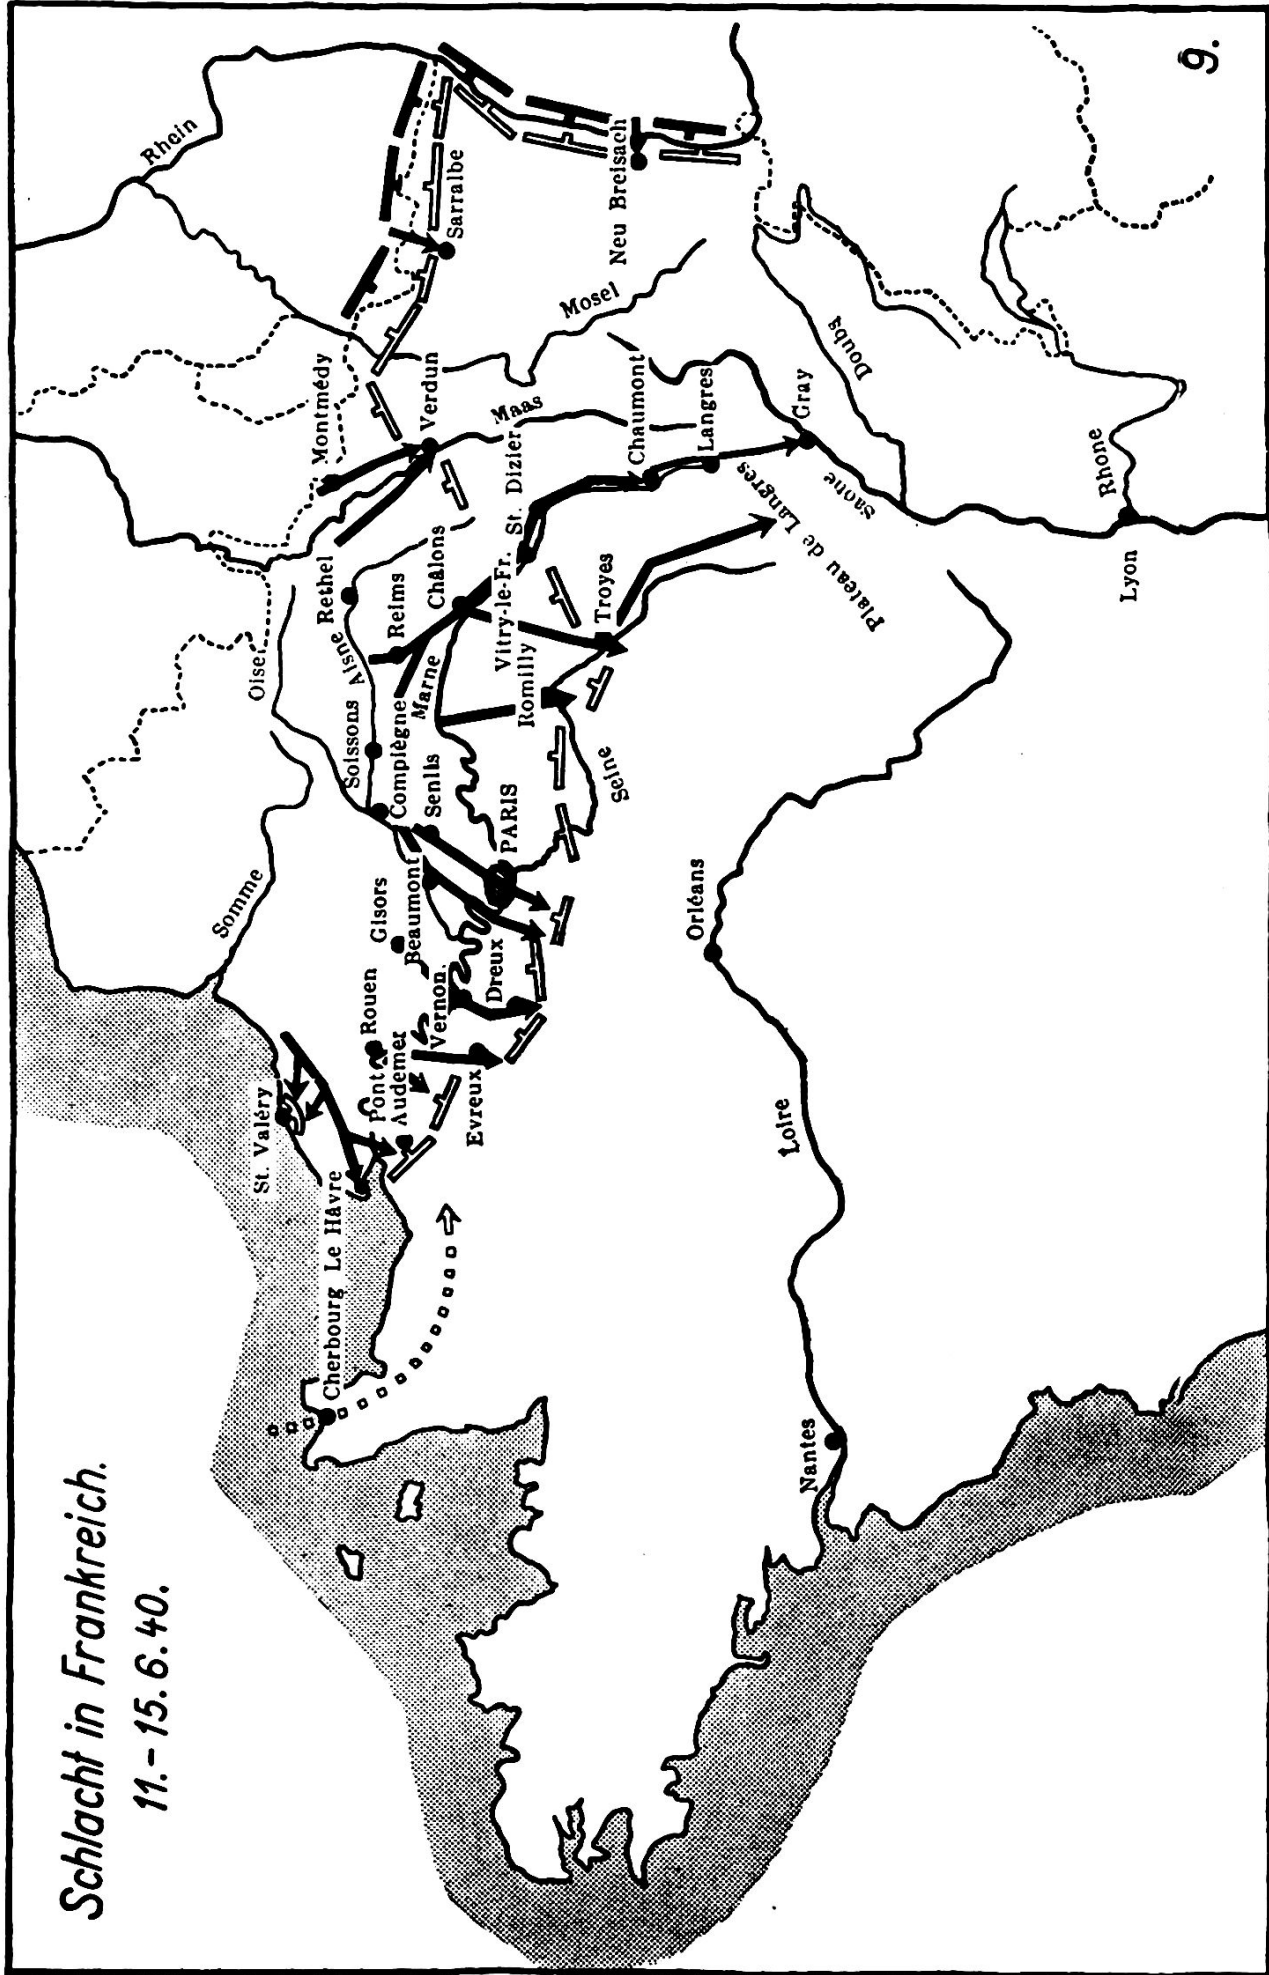 Schlacht in Frankreich.
11.-15.6.40.
9.
Rhein
Sarralbe
Neu Breisach
Mosel
Doubs
Montmédy
Verdun
Maas
Chaumont
Langres
Gray
Saône
Rhone
Lyon
Plateau de Langres
St. Dizier
Vitry-le-Fr.
Châlons
Rethel
Reims
Aisne
Oise
Marne
Troyes
Romilly
Seine
Soissons
Compiègne
Senlis
PARIS
Somme
Gisors
Beaumont
Rouen
Vernon
Dreux
Pont
Audemer
Evreux
St. Valéry
Le Hâvre
Cherbourg
Orléans
Loire
Nantes